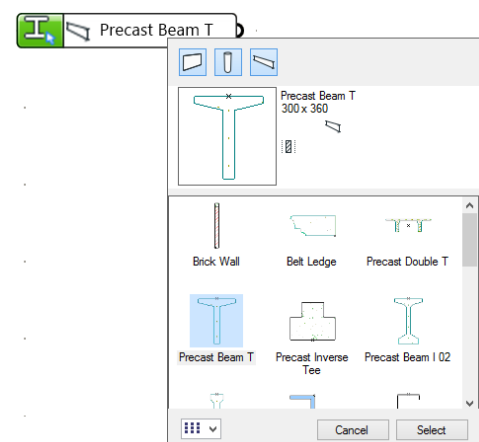 Precast Beam T
Precast Beam T
300 x 360
Brick Wall
Belt Ledge
Precast Double T
Precast Beam T
Precast Inverse
Tee
Precast Beam I 02
Cancel
Select